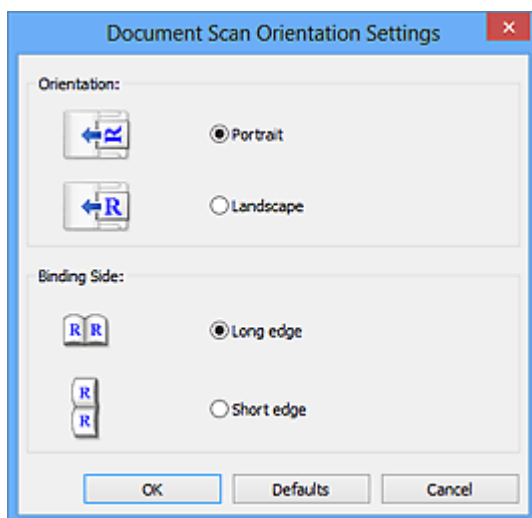 Document Scan Orientation Settings
Orientation:
R
Portrait
R
Landscape
Binding Side:
R R
Long edge
R
R
Short edge
OK Defaults Cancel